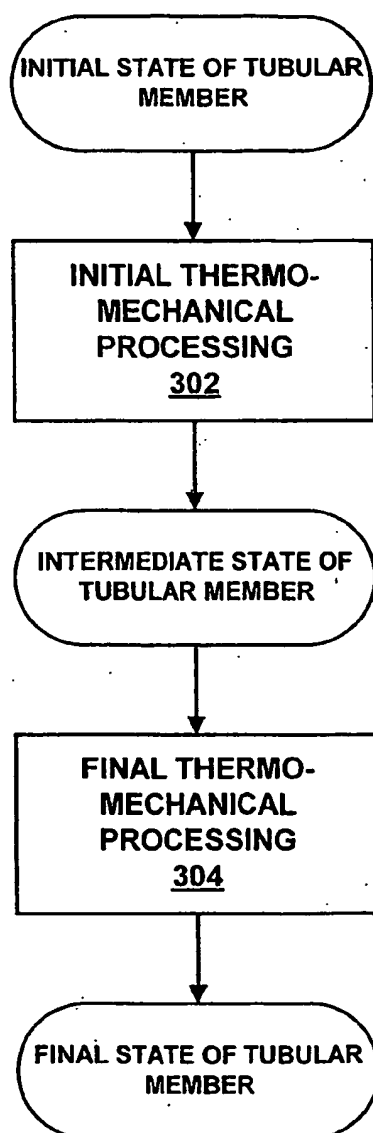 INITIAL STATE OF TUBULAR
MEMBER
INITIAL THERMO-
MECHANICAL
PROCESSING
302
INTERMEDIATE STATE OF
TUBULAR MEMBER
FINAL THERMO-
MECHANICAL
PROCESSING
304
FINAL STATE OF TUBULAR
MEMBER